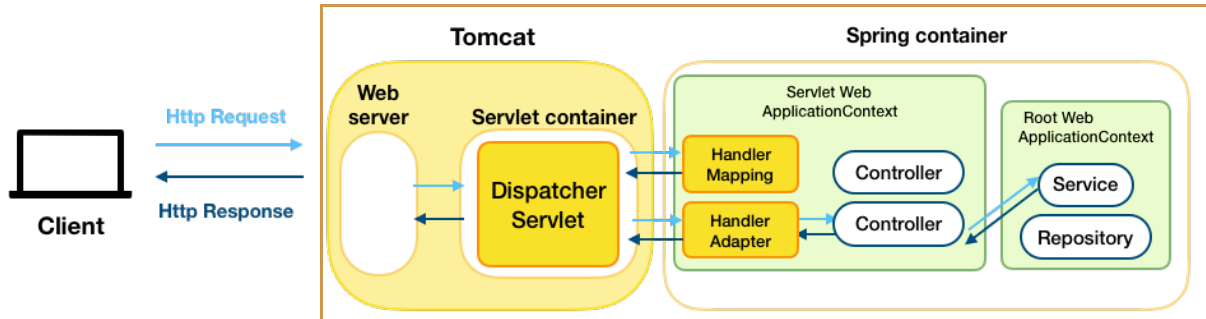 Tomcat
Spring container
Web
server
Servlet container
Servlet Web
ApplicationContext
Root Web
ApplicationContext
Http Request
Http Response
Client
Dispatcher
Servlet
Handler
Mapping
Handler
Adapter
Controller
Controller
Service
Repository